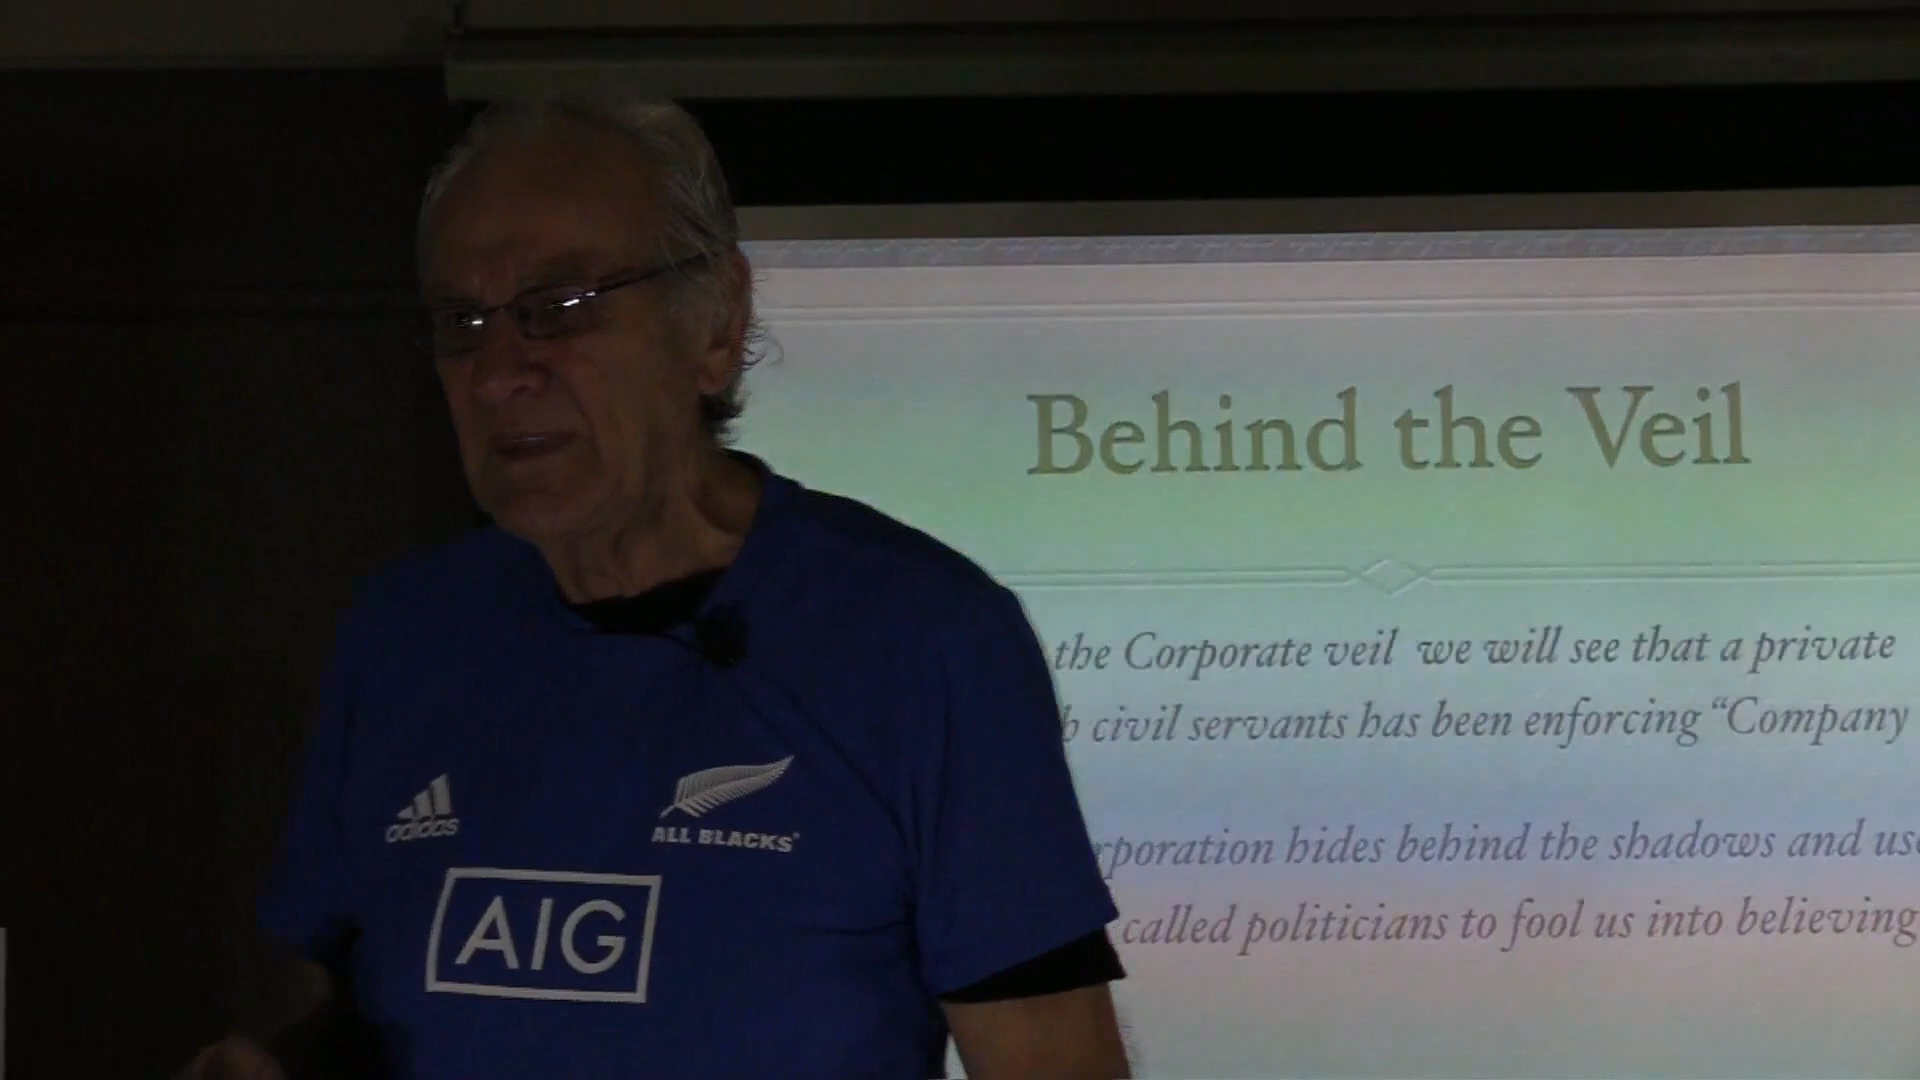 Behind the Veil
the Corporate veil we will see that a private
civil servants has been enforcing “Company
rporation hides behind the shadows and us
called politicians to fool us into believing
adidas
ALL BLACKS
AIG